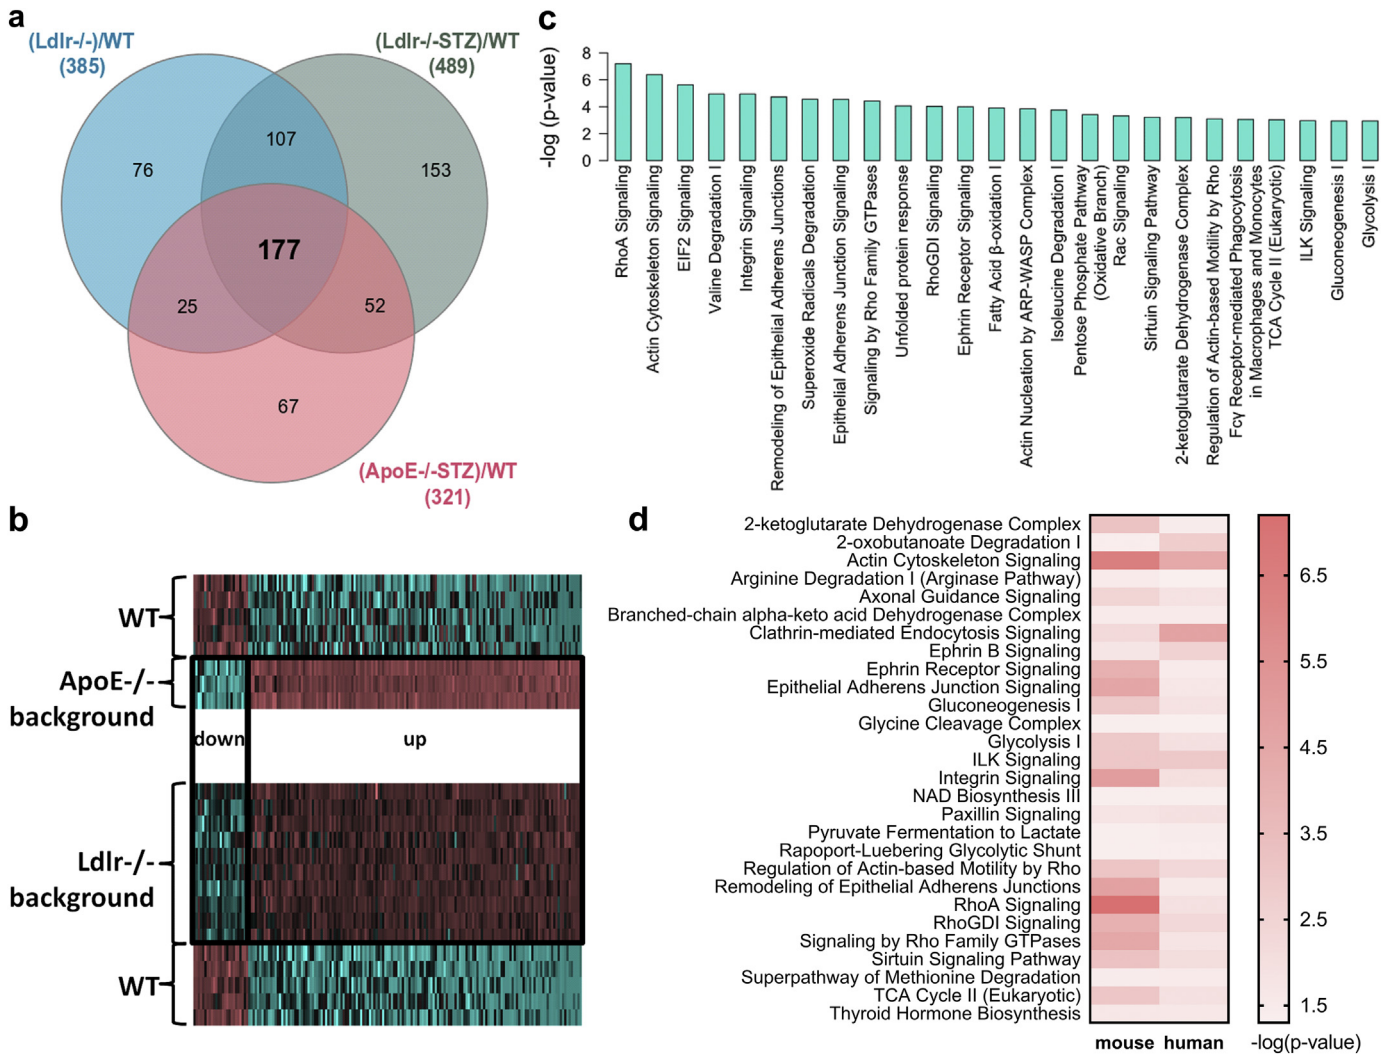 a
(Ldlr-/-)/WT
(385)
(Ldlr-/-STZ)/WT
(489)
76
107
153
177
25
52
67
(ApoE-/-STZ)/WT
(321)
c
-log (p-value)
8
6
4
2
0
RhoA Signaling
Actin Cytoskeleton Signaling
EIF2 Signaling
Valine Degradation I
Integrin Signaling
Remodeling of Epithelial Adherens Junctions
Superoxide Radicals Degradation
Epithelial Adherens Junction Signaling
Signaling by Rho Family GTPases
Unfolded protein response
RhoGDI Signaling
Ephrin Receptor Signaling
Fatty Acid β-oxidation I
Actin Nucleation by ARP-WASP Complex
Isoleucine Degradation I
Pentose Phosphate Pathway
(Oxidative Branch)
Rac Signaling
Sirtuin Signaling Pathway
2-ketoglutarate Dehydrogenase Complex
Regulation of Actin-based Motility by Rho
Fcγ Receptor-mediated Phagocytosis
in Macrophages and Monocytes
TCA Cycle II (Eukaryotic)
ILK Signaling
Gluconeogenesis I
Glycolysis I
b
WT
ApoE-/-
background
down
up
Ldlr-/-
background
WT
d
2-ketoglutarate Dehydrogenase Complex
2-oxobutanoate Degradation I
Actin Cytoskeleton Signaling
Arginine Degradation I (Arginase Pathway)
Axonal Guidance Signaling
Branched-chain alpha-keto acid Dehydrogenase Complex
Clathrin-mediated Endocytosis Signaling
Ephrin B Signaling
Ephrin Receptor Signaling
Epithelial Adherens Junction Signaling
Gluconeogenesis I
Glycine Cleavage Complex
Glycolysis I
ILK Signaling
Integrin Signaling
NAD Biosynthesis III
Paxillin Signaling
Pyruvate Fermentation to Lactate
Rapoport-Luebering Glycolytic Shunt
Regulation of Actin-based Motility by Rho
Remodeling of Epithelial Adherens Junctions
RhoA Signaling
RhoGDI Signaling
Signaling by Rho Family GTPases
Sirtuin Signaling Pathway
Superpathway of Methionine Degradation
TCA Cycle II (Eukaryotic)
Thyroid Hormone Biosynthesis
mouse human
6.5
5.5
4.5
3.5
2.5
1.5
-log(p-value)